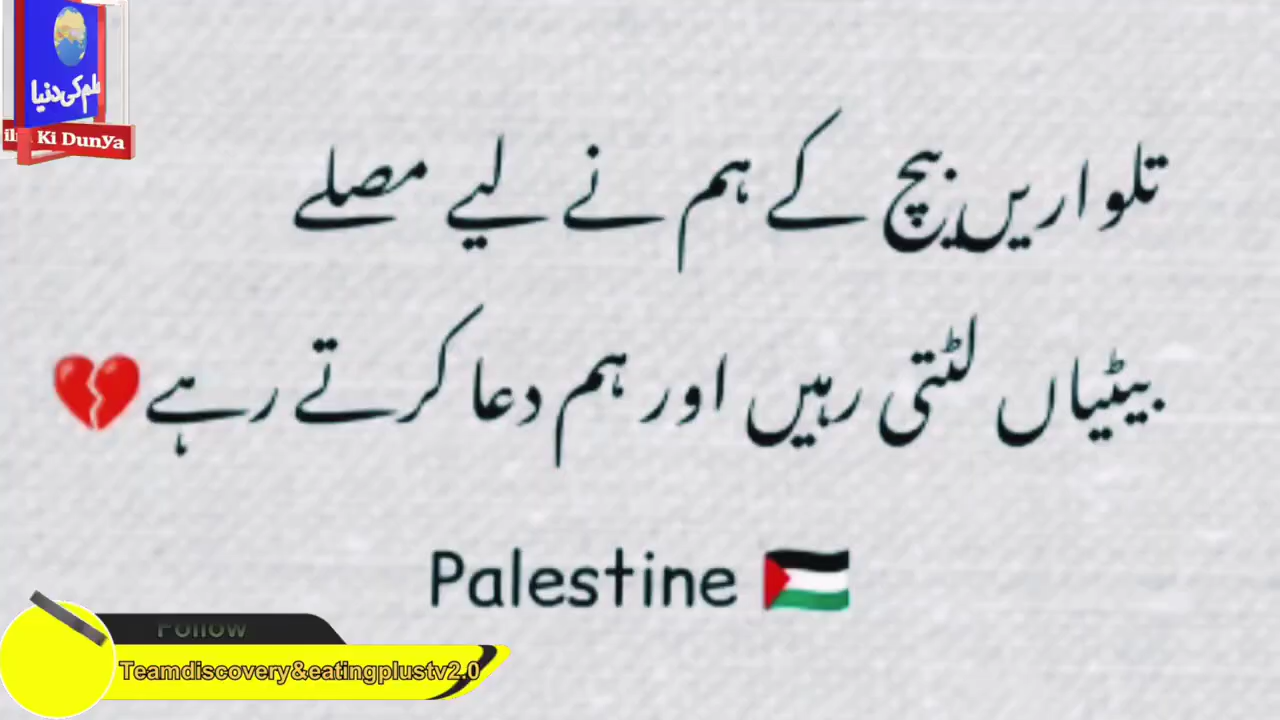 علم کی دنیا
Ki Dunya
تلواریں بیچ کے ہم نے لیے مصلے
بیٹیاں لٹتی رہیں اور ہم دعا کرتے رہے💔
Palestine 🇵🇸
Follow
Teamdiscovery&eatingplustv2.0